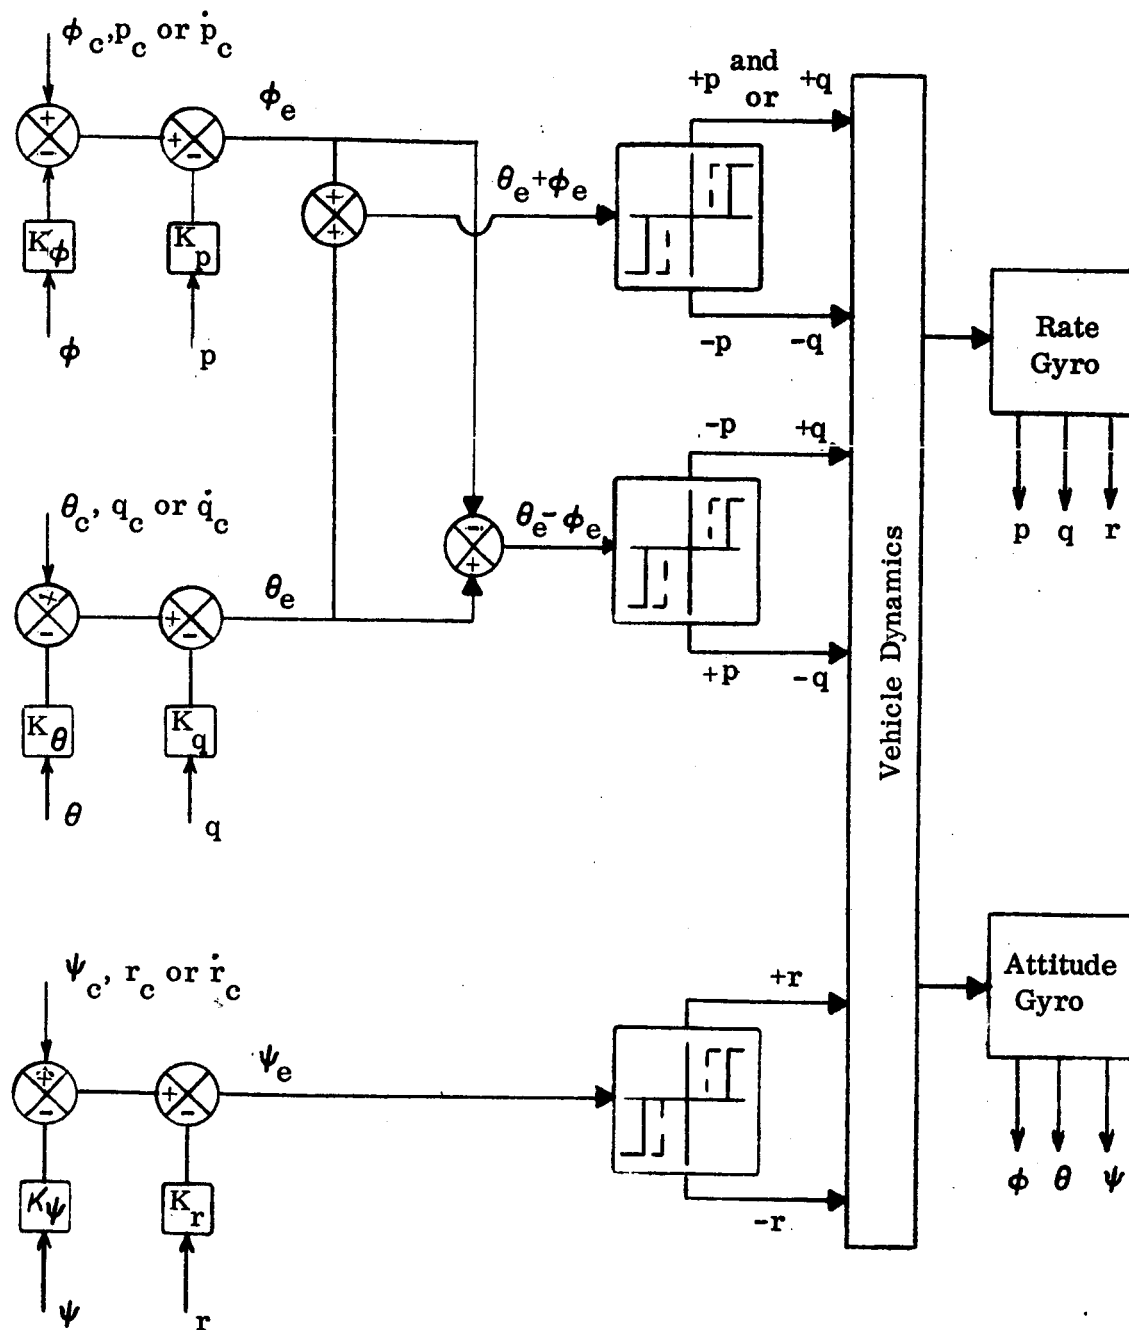 ϕc, pc or ṗc
+ -
Kϕ
ϕ
+ -
Kp
p
ϕe
+ +
θe+ϕe
+p and or +q
-p -q
Rate Gyro
p q r
θc, qc or q̇c
+ -
Kθ
θ
+ -
Kq
q
θe
- +
θe-ϕe
-p +q
+p -q
Vehicle Dynamics
ψc, rc or ṙc
+ -
Kψ
ψ
+ -
Kr
r
ψe
+r
-r
Attitude Gyro
ϕ θ ψ